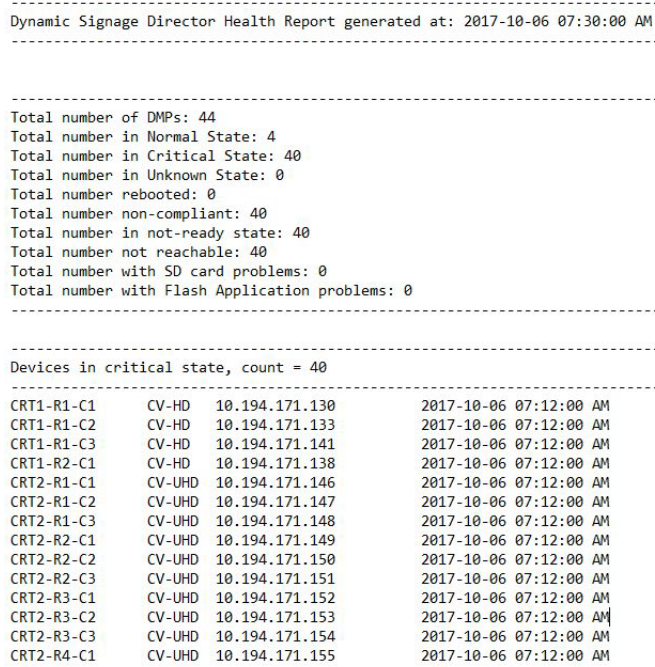 Dynamic Signage Director Health Report generated at: 2017-10-06 07:30:00 AM
Total number of DMPs: 44
Total number in Normal State: 4
Total number in Critical State: 40
Total number in Unknown State: 0
Total number rebooted: 0
Total number non-compliant: 40
Total number in not-ready state: 40
Total number not reachable: 40
Total number with SD card problems: 0
Total number with Flash Application problems: 0
Devices in critical state, count = 40
CRT1-R1-C1 CV-HD 10.194.171.130 2017-10-06 07:12:00 AM
CRT1-R1-C2 CV-HD 10.194.171.133 2017-10-06 07:12:00 AM
CRT1-R1-C3 CV-HD 10.194.171.141 2017-10-06 07:12:00 AM
CRT1-R2-C1 CV-HD 10.194.171.138 2017-10-06 07:12:00 AM
CRT2-R1-C1 CV-UHD 10.194.171.146 2017-10-06 07:12:00 AM
CRT2-R1-C2 CV-UHD 10.194.171.147 2017-10-06 07:12:00 AM
CRT2-R1-C3 CV-UHD 10.194.171.148 2017-10-06 07:12:00 AM
CRT2-R2-C1 CV-UHD 10.194.171.149 2017-10-06 07:12:00 AM
CRT2-R2-C2 CV-UHD 10.194.171.150 2017-10-06 07:12:00 AM
CRT2-R2-C3 CV-UHD 10.194.171.151 2017-10-06 07:12:00 AM
CRT2-R3-C1 CV-UHD 10.194.171.152 2017-10-06 07:12:00 AM
CRT2-R3-C2 CV-UHD 10.194.171.153 2017-10-06 07:12:00 AM
CRT2-R3-C3 CV-UHD 10.194.171.154 2017-10-06 07:12:00 AM
CRT2-R4-C1 CV-UHD 10.194.171.155 2017-10-06 07:12:00 AM